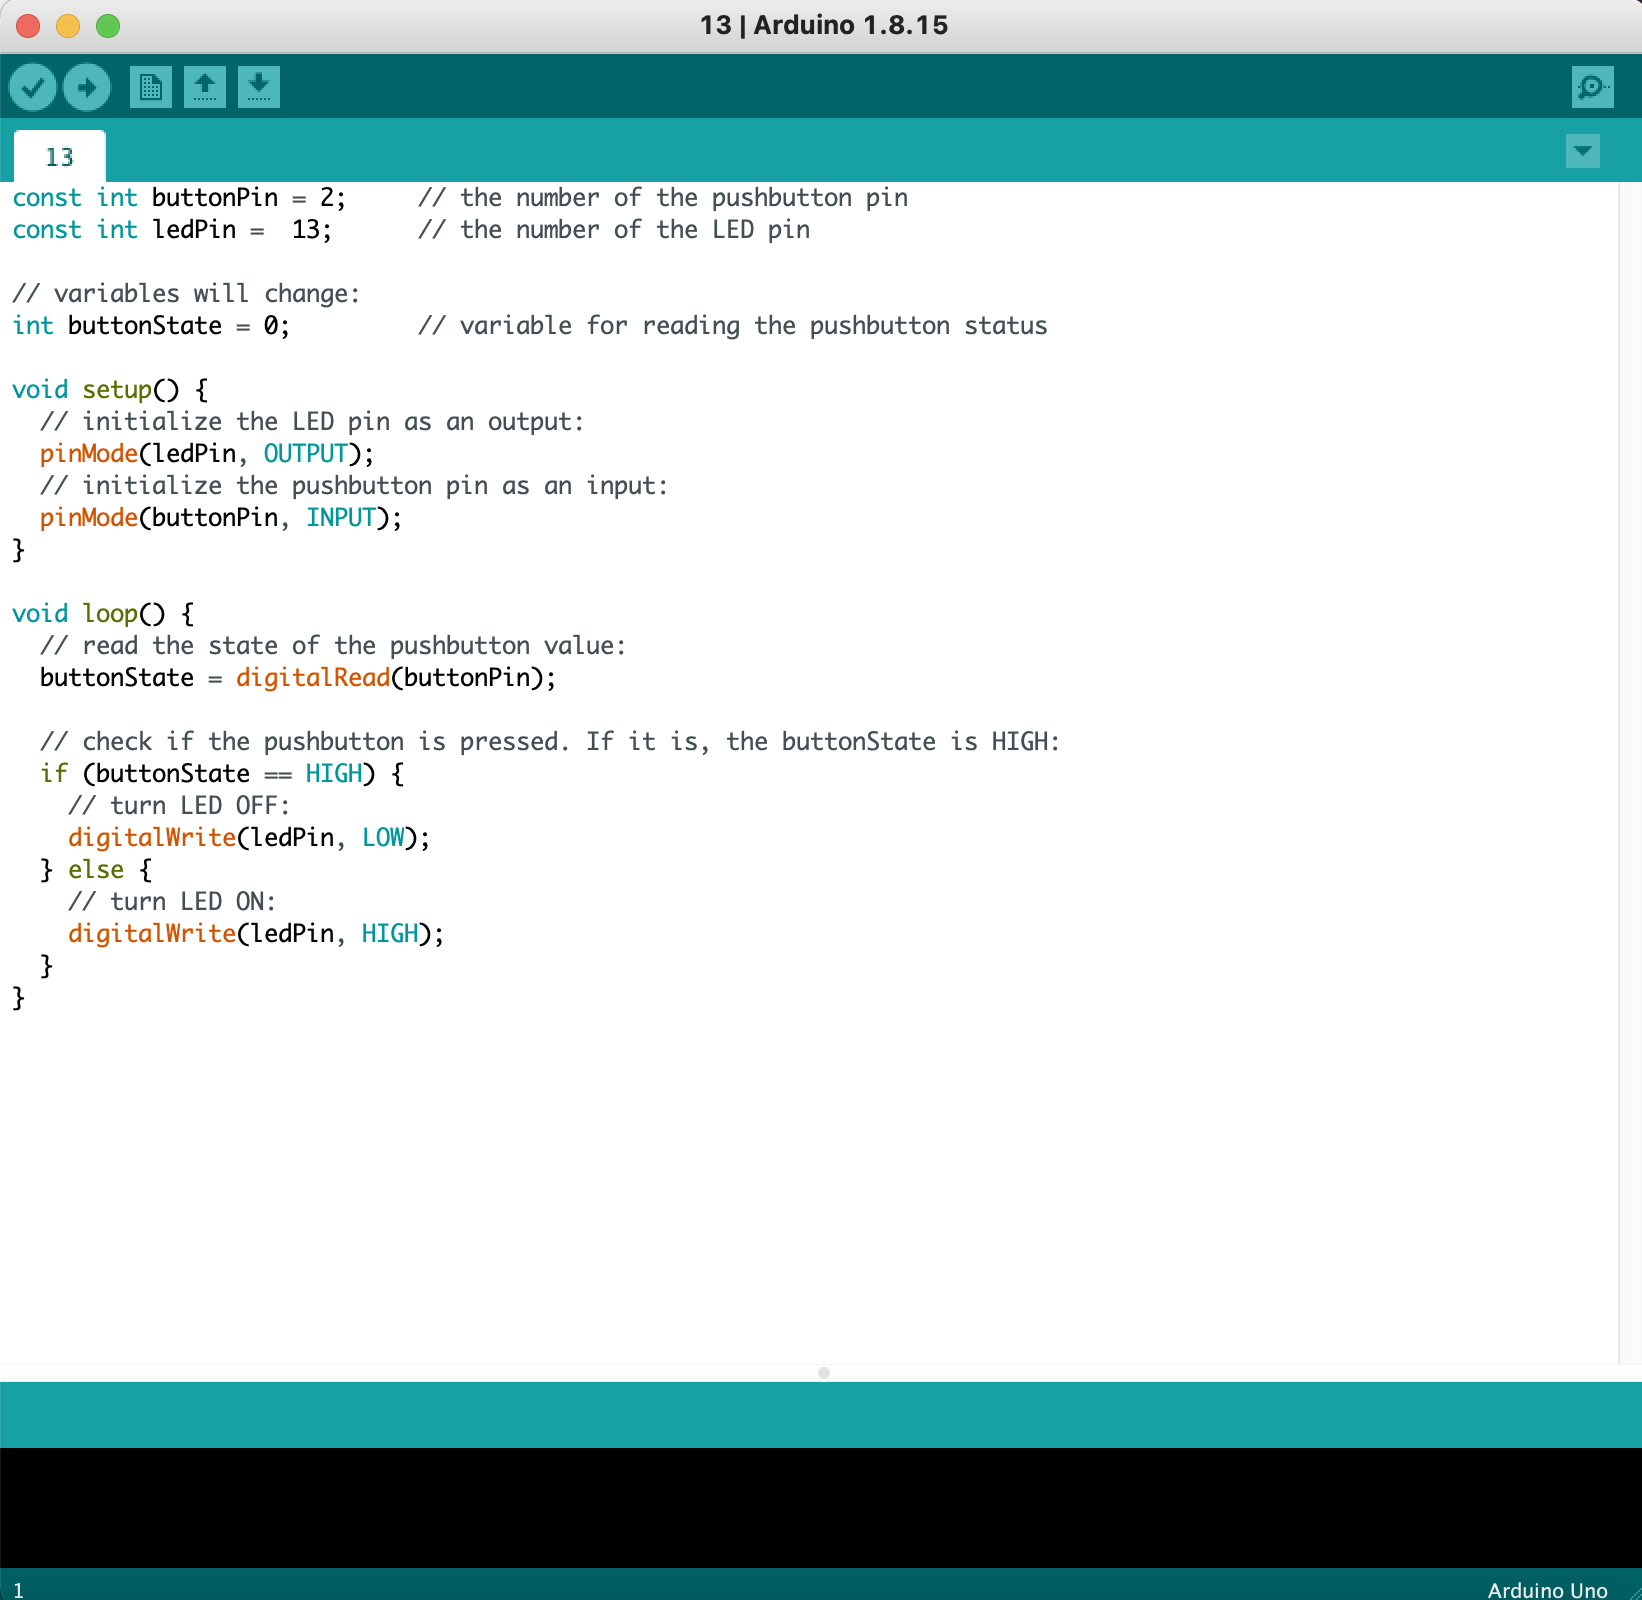 13 | Arduino 1.8.15
13
const int buttonPin = 2;     // the number of the pushbutton pin
const int ledPin =  13;      // the number of the LED pin
// variables will change:
int buttonState = 0;         // variable for reading the pushbutton status
void setup() {
  // initialize the LED pin as an output:
  pinMode(ledPin, OUTPUT);
  // initialize the pushbutton pin as an input:
  pinMode(buttonPin, INPUT);
}
void loop() {
  // read the state of the pushbutton value:
  buttonState = digitalRead(buttonPin);
  // check if the pushbutton is pressed. If it is, the buttonState is HIGH:
  if (buttonState == HIGH) {
    // turn LED OFF:
    digitalWrite(ledPin, LOW);
  } else {
    // turn LED ON:
    digitalWrite(ledPin, HIGH);
  }
}
1
Arduino Uno